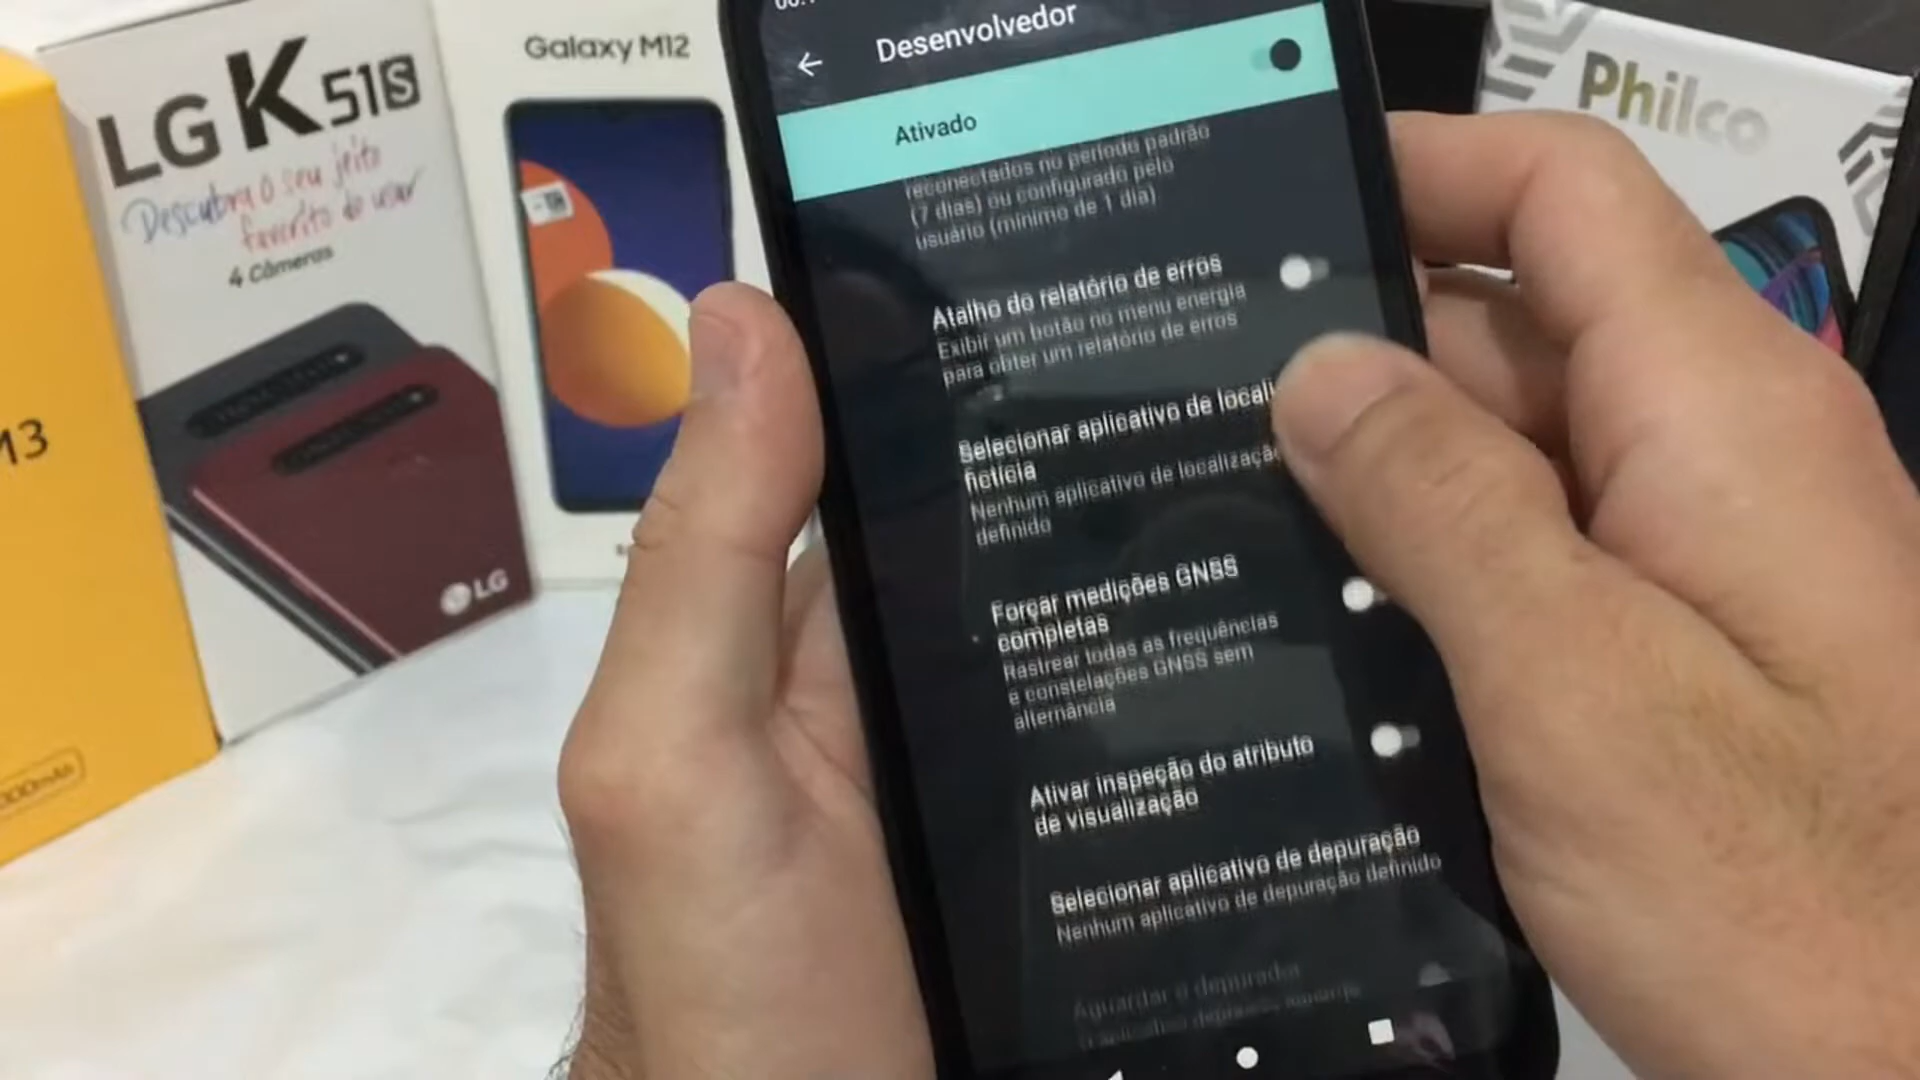 LG K51S
Descubra o seu jeito
favorito de usar
4 Câmeras
LG
Galaxy M12
Philco
Desenvolvedor
Ativado
reconectados no período padrão
(7 dias) ou configurado pelo
usuário (mínimo de 1 dia)
Atalho do relatório de erros
Exibir um botão no menu energia
para obter um relatório de erros
Selecionar aplicativo de locali
fictícia
Nenhum aplicativo de localização
definido
Forçar medições GNSS
completas
Rastrear todas as frequências
e constelações GNSS sem
alternância
Ativar inspeção do atributo
de visualização
Selecionar aplicativo de depuração
Nenhum aplicativo de depuração definido
Aguardar o depurador